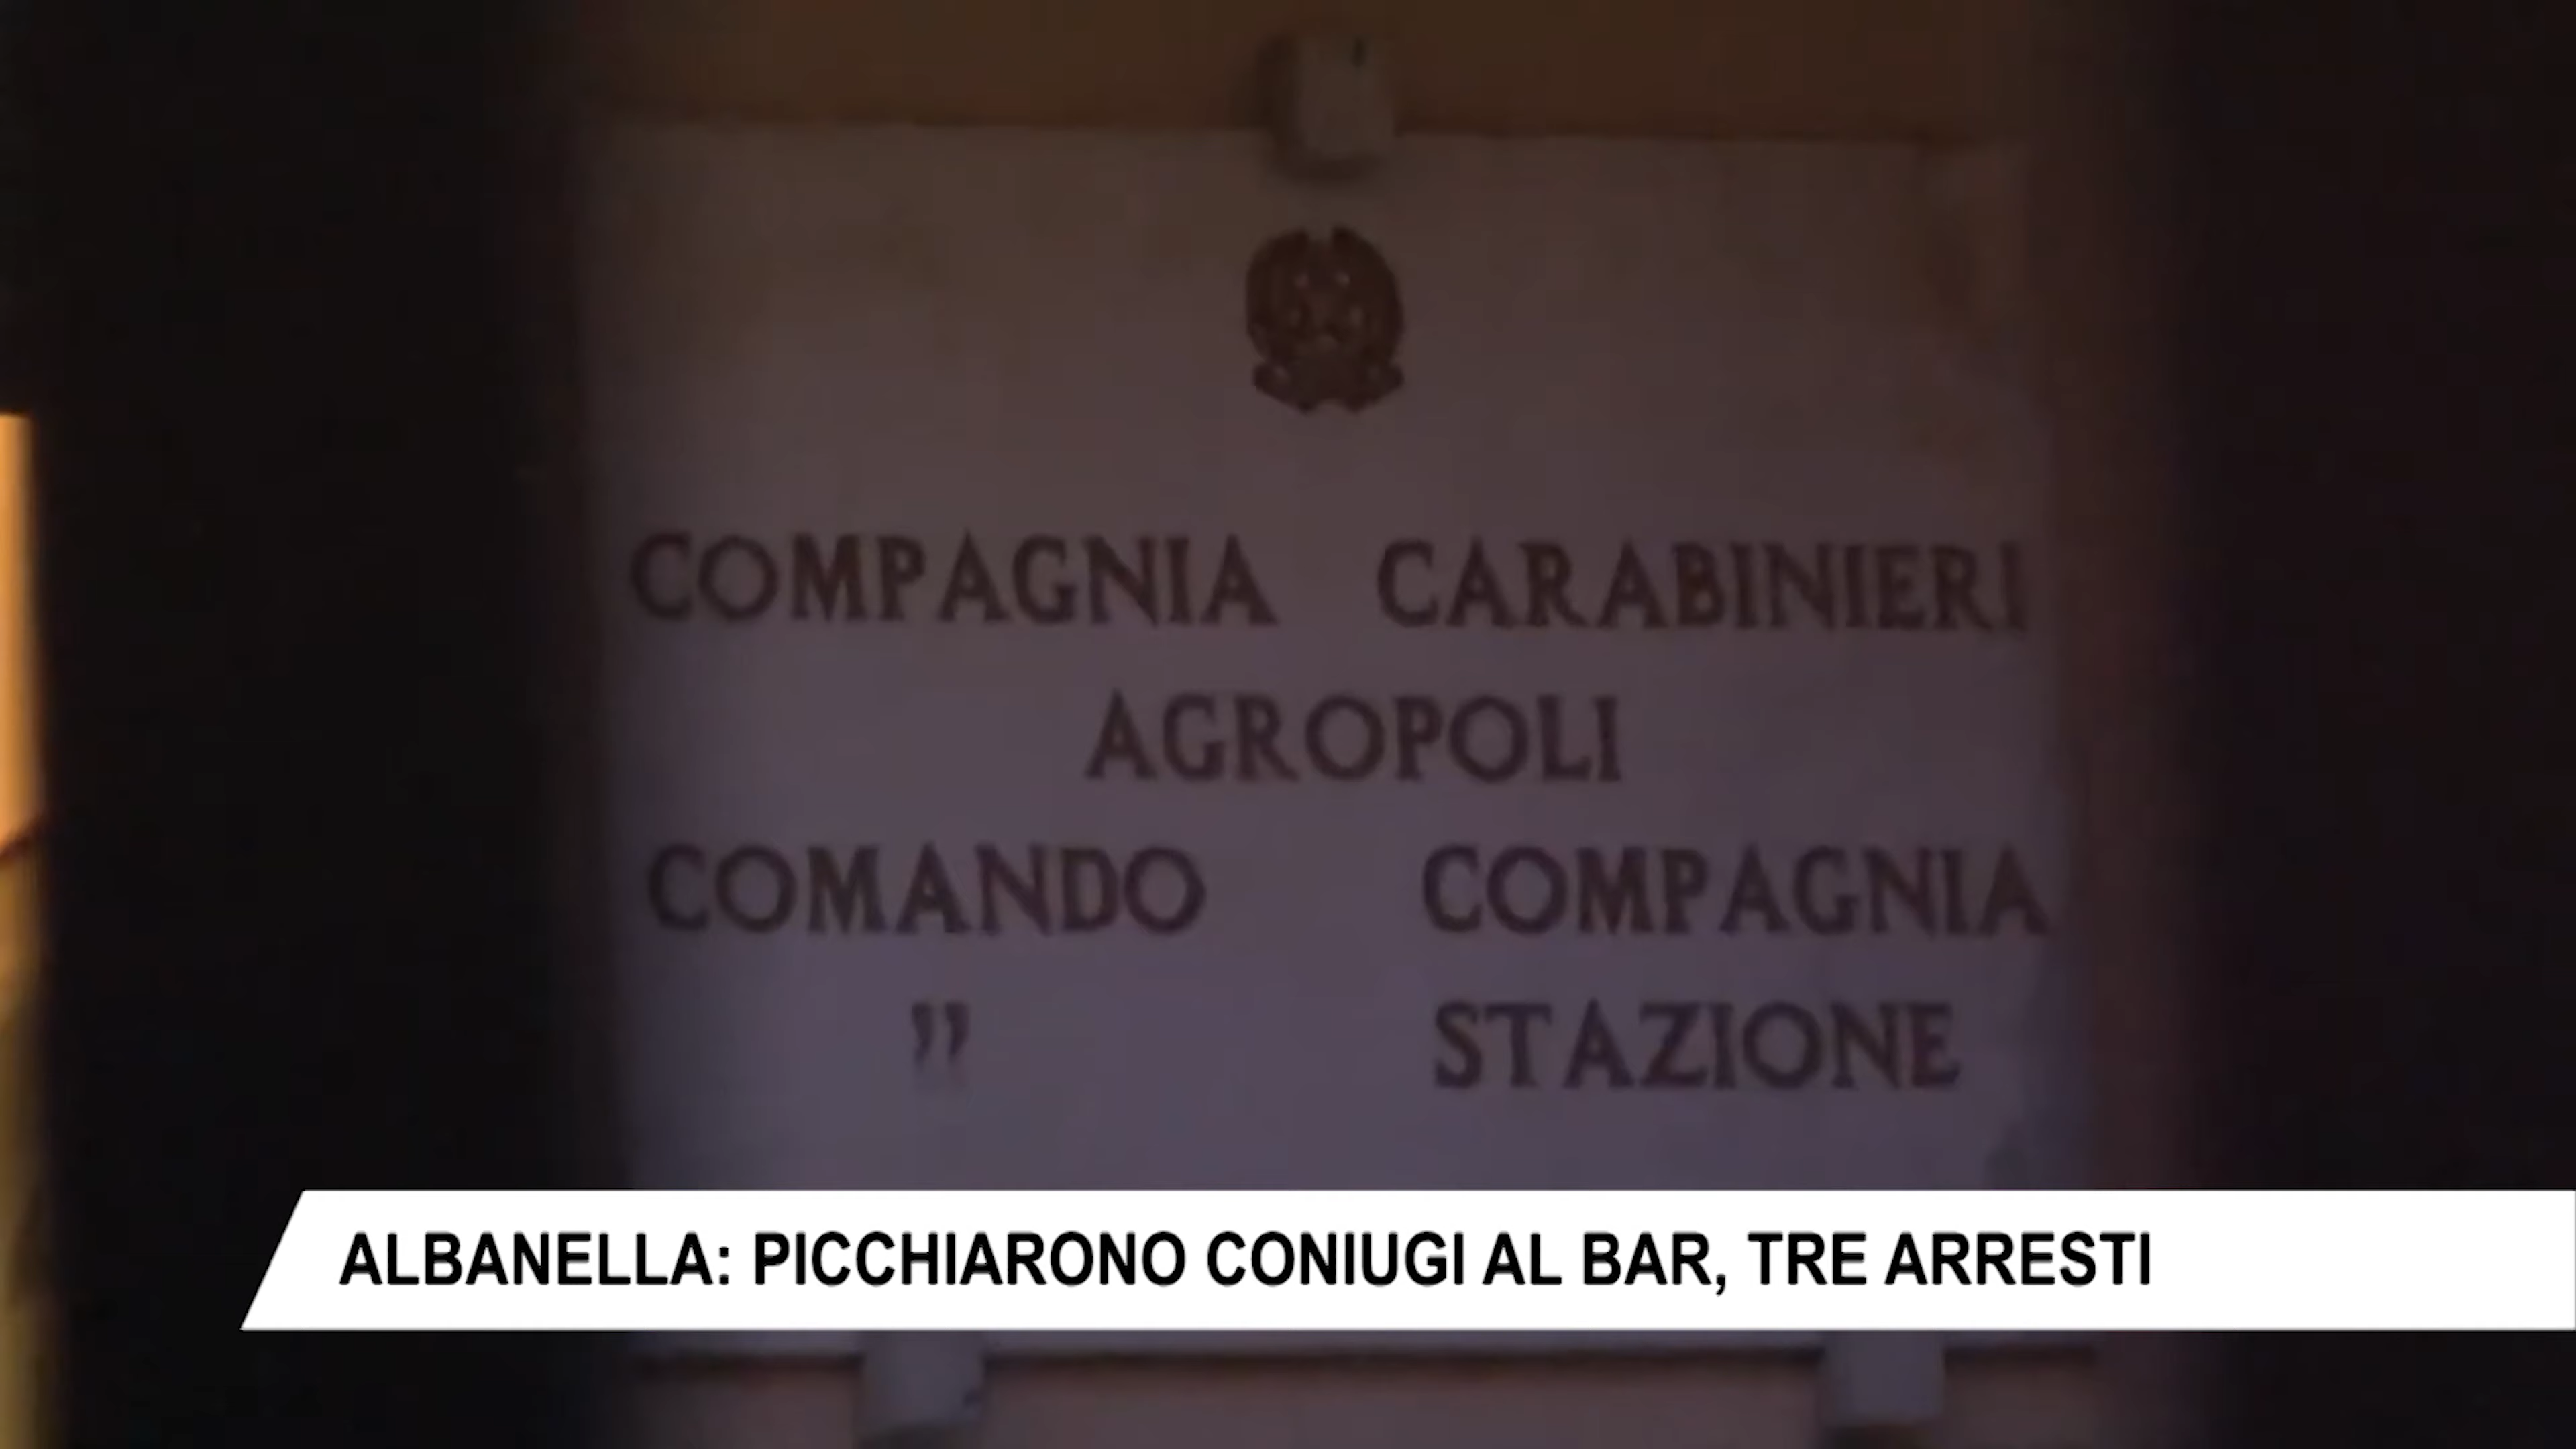 COMPAGNIA CARABINIERI
AGROPOLI
COMANDO COMPAGNIA
" STAZIONE
ALBANELLA: PICCHIARONO CONIUGI AL BAR, TRE ARRESTI